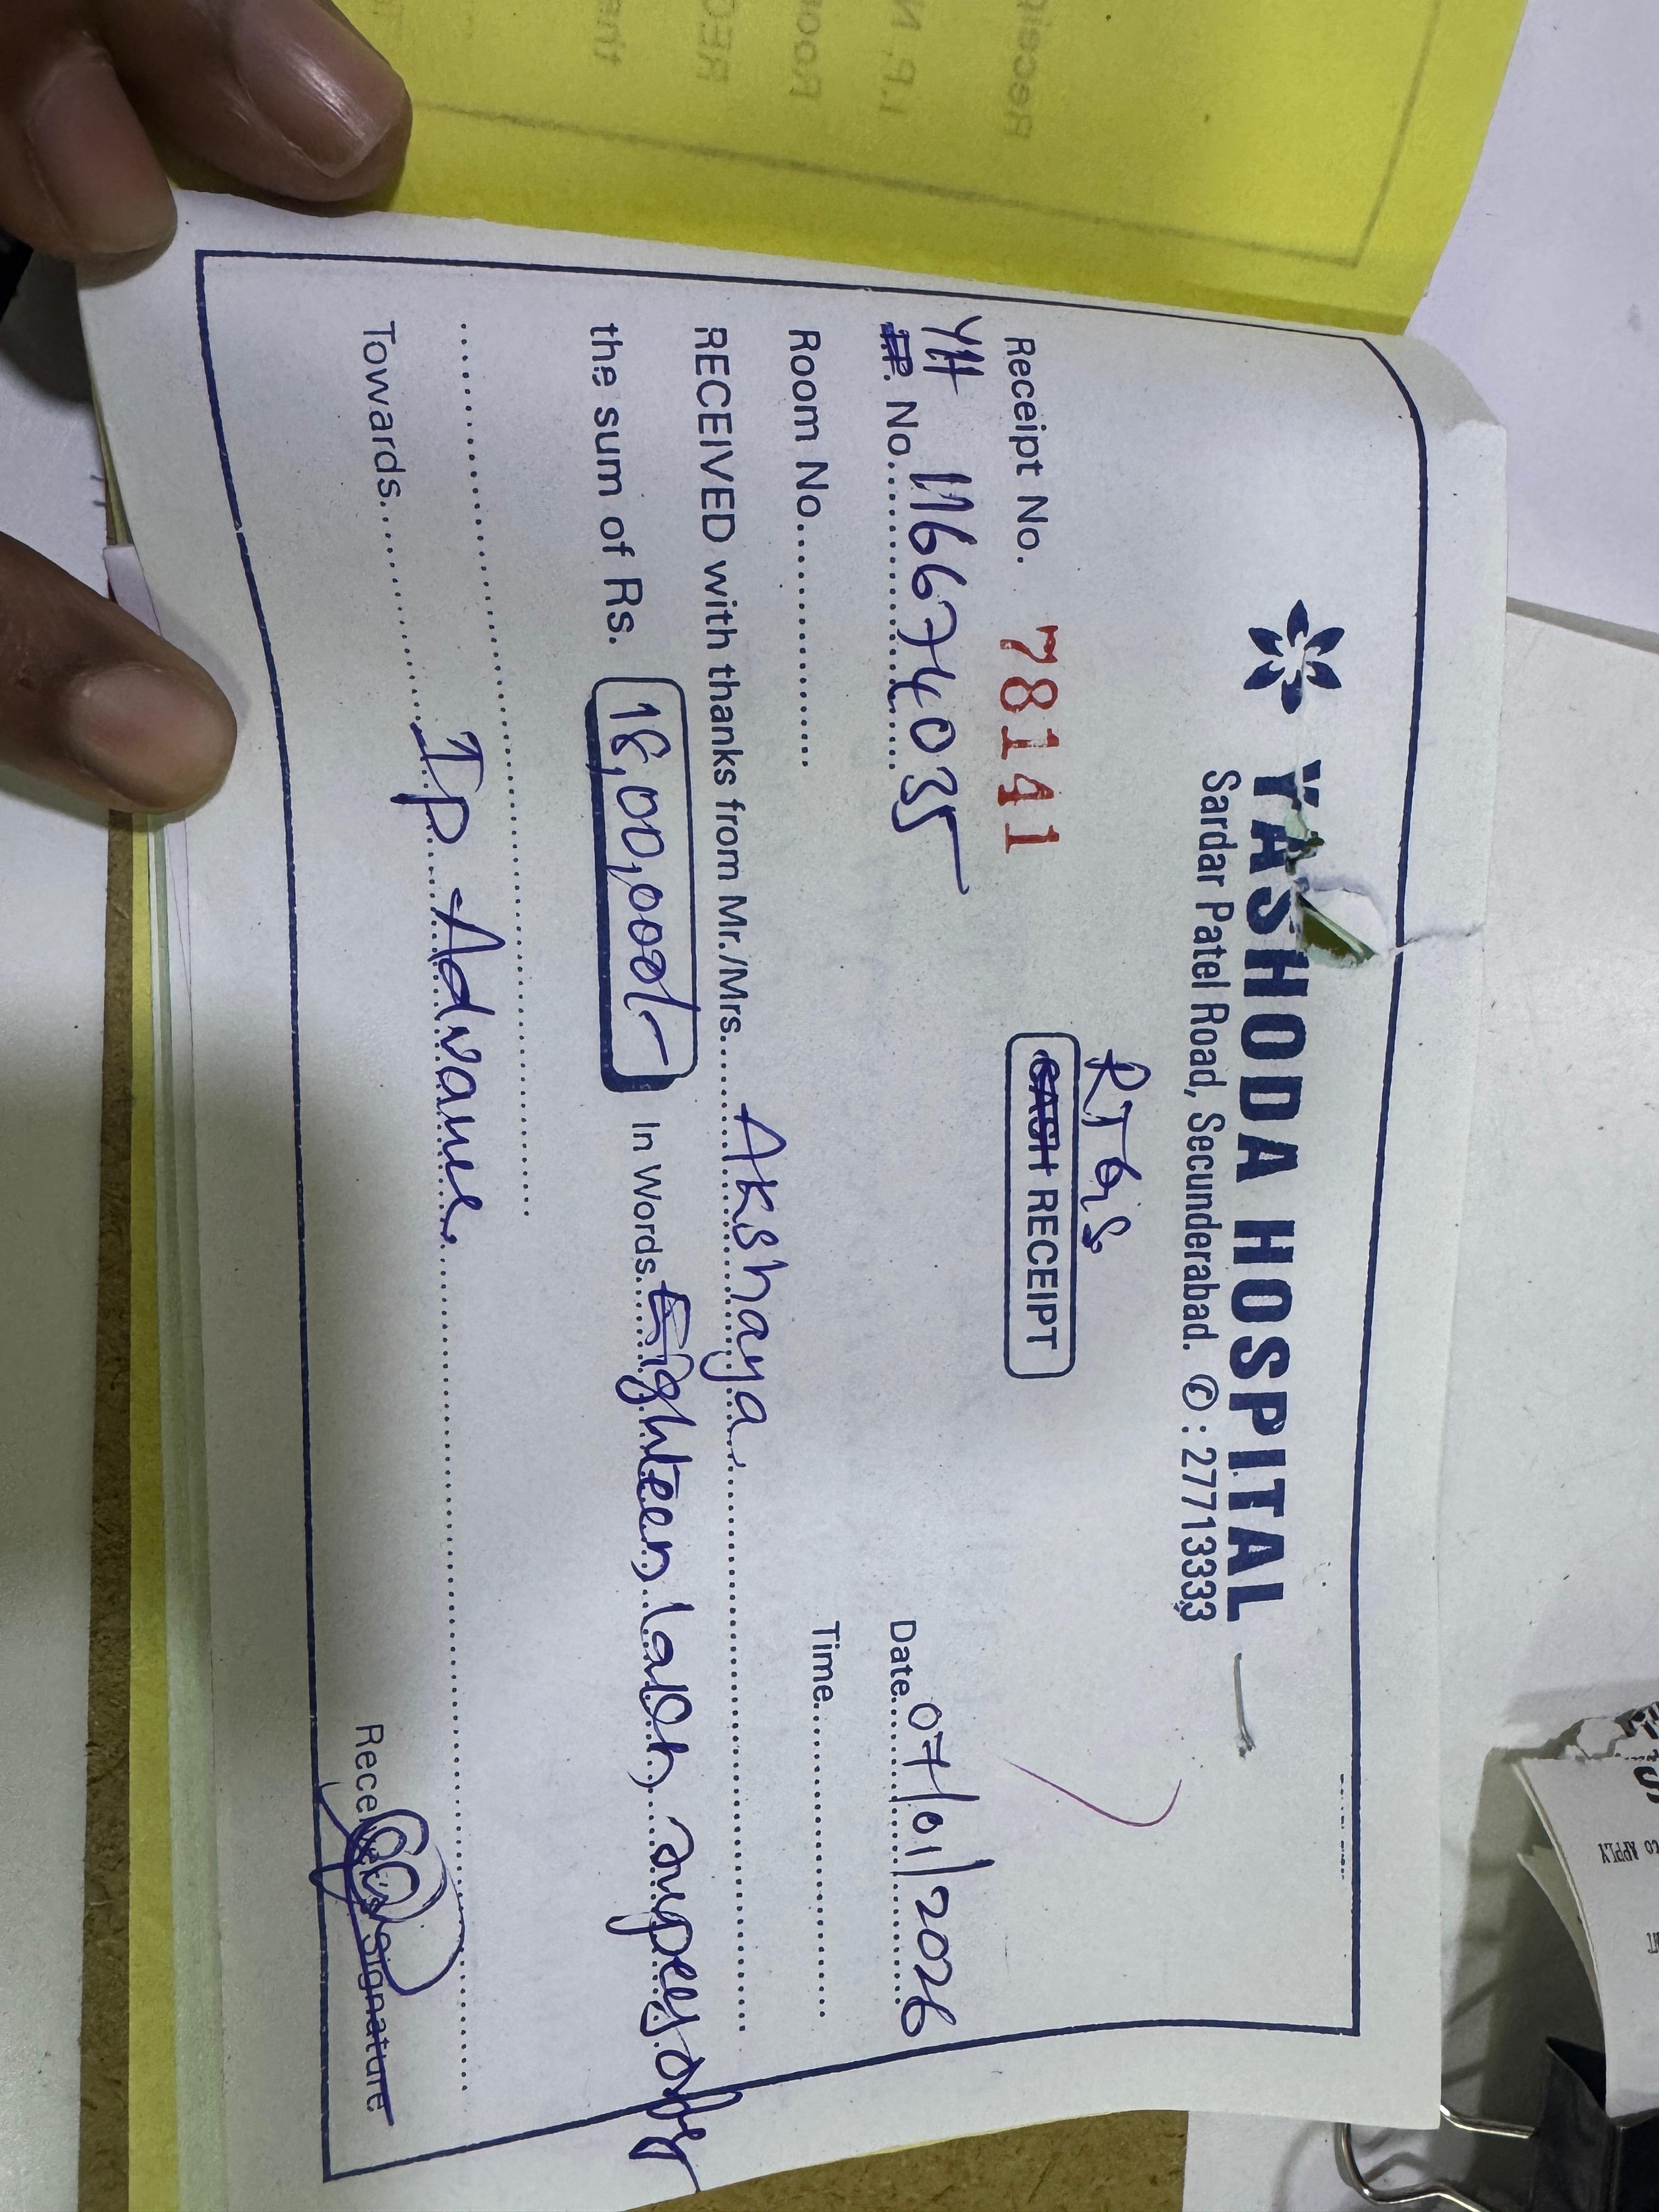 YASHODA HOSPITAL
Sardar Patel Road, Secunderabad. ✆ : 27713333
RTGS
CASH RECEIPT
Receipt No. 78141
YH
I.P. No. 116674035
Date 07/01/2026
Room No.
Time
RECEIVED with thanks from Mr./Mrs. Akshaya
the sum of Rs. 18,00,000/- In Words Eighteen lakh rupees only
Towards IP Advance
Receiver's Signature